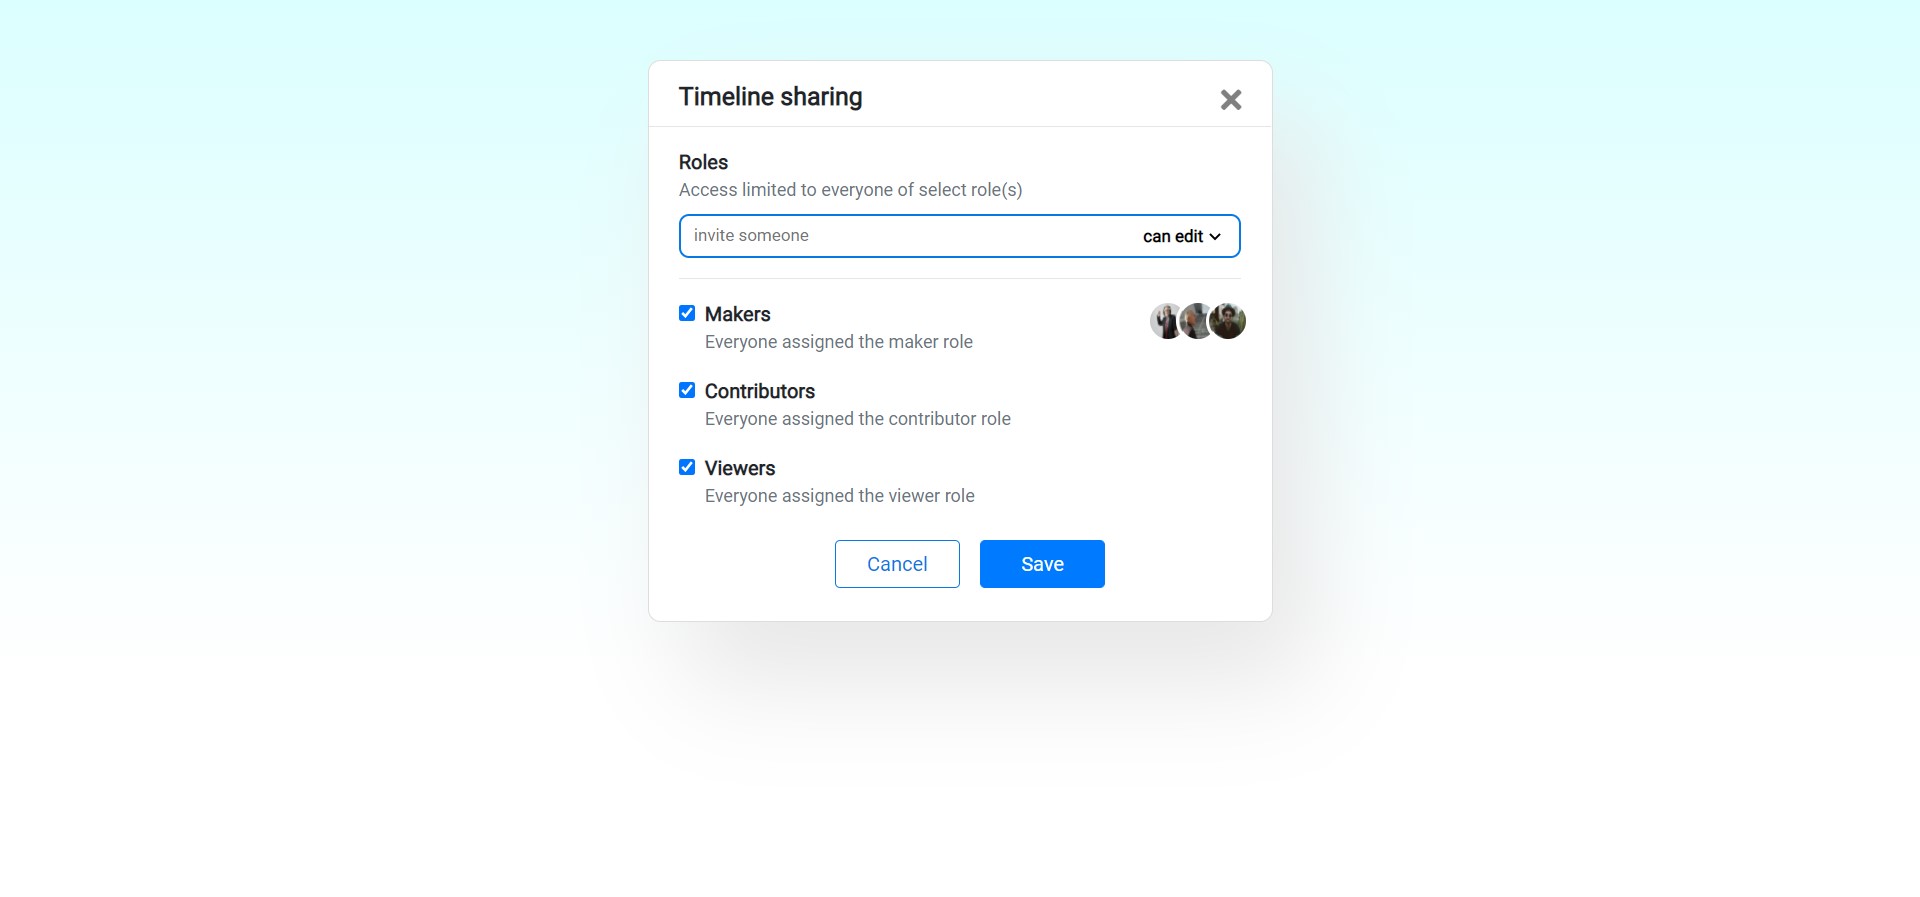 Timeline sharing
Roles
Access limited to everyone of select role(s)
invite someone can edit
Makers
Everyone assigned the maker role
Contributors
Everyone assigned the contributor role
Viewers
Everyone assigned the viewer role
Cancel Save